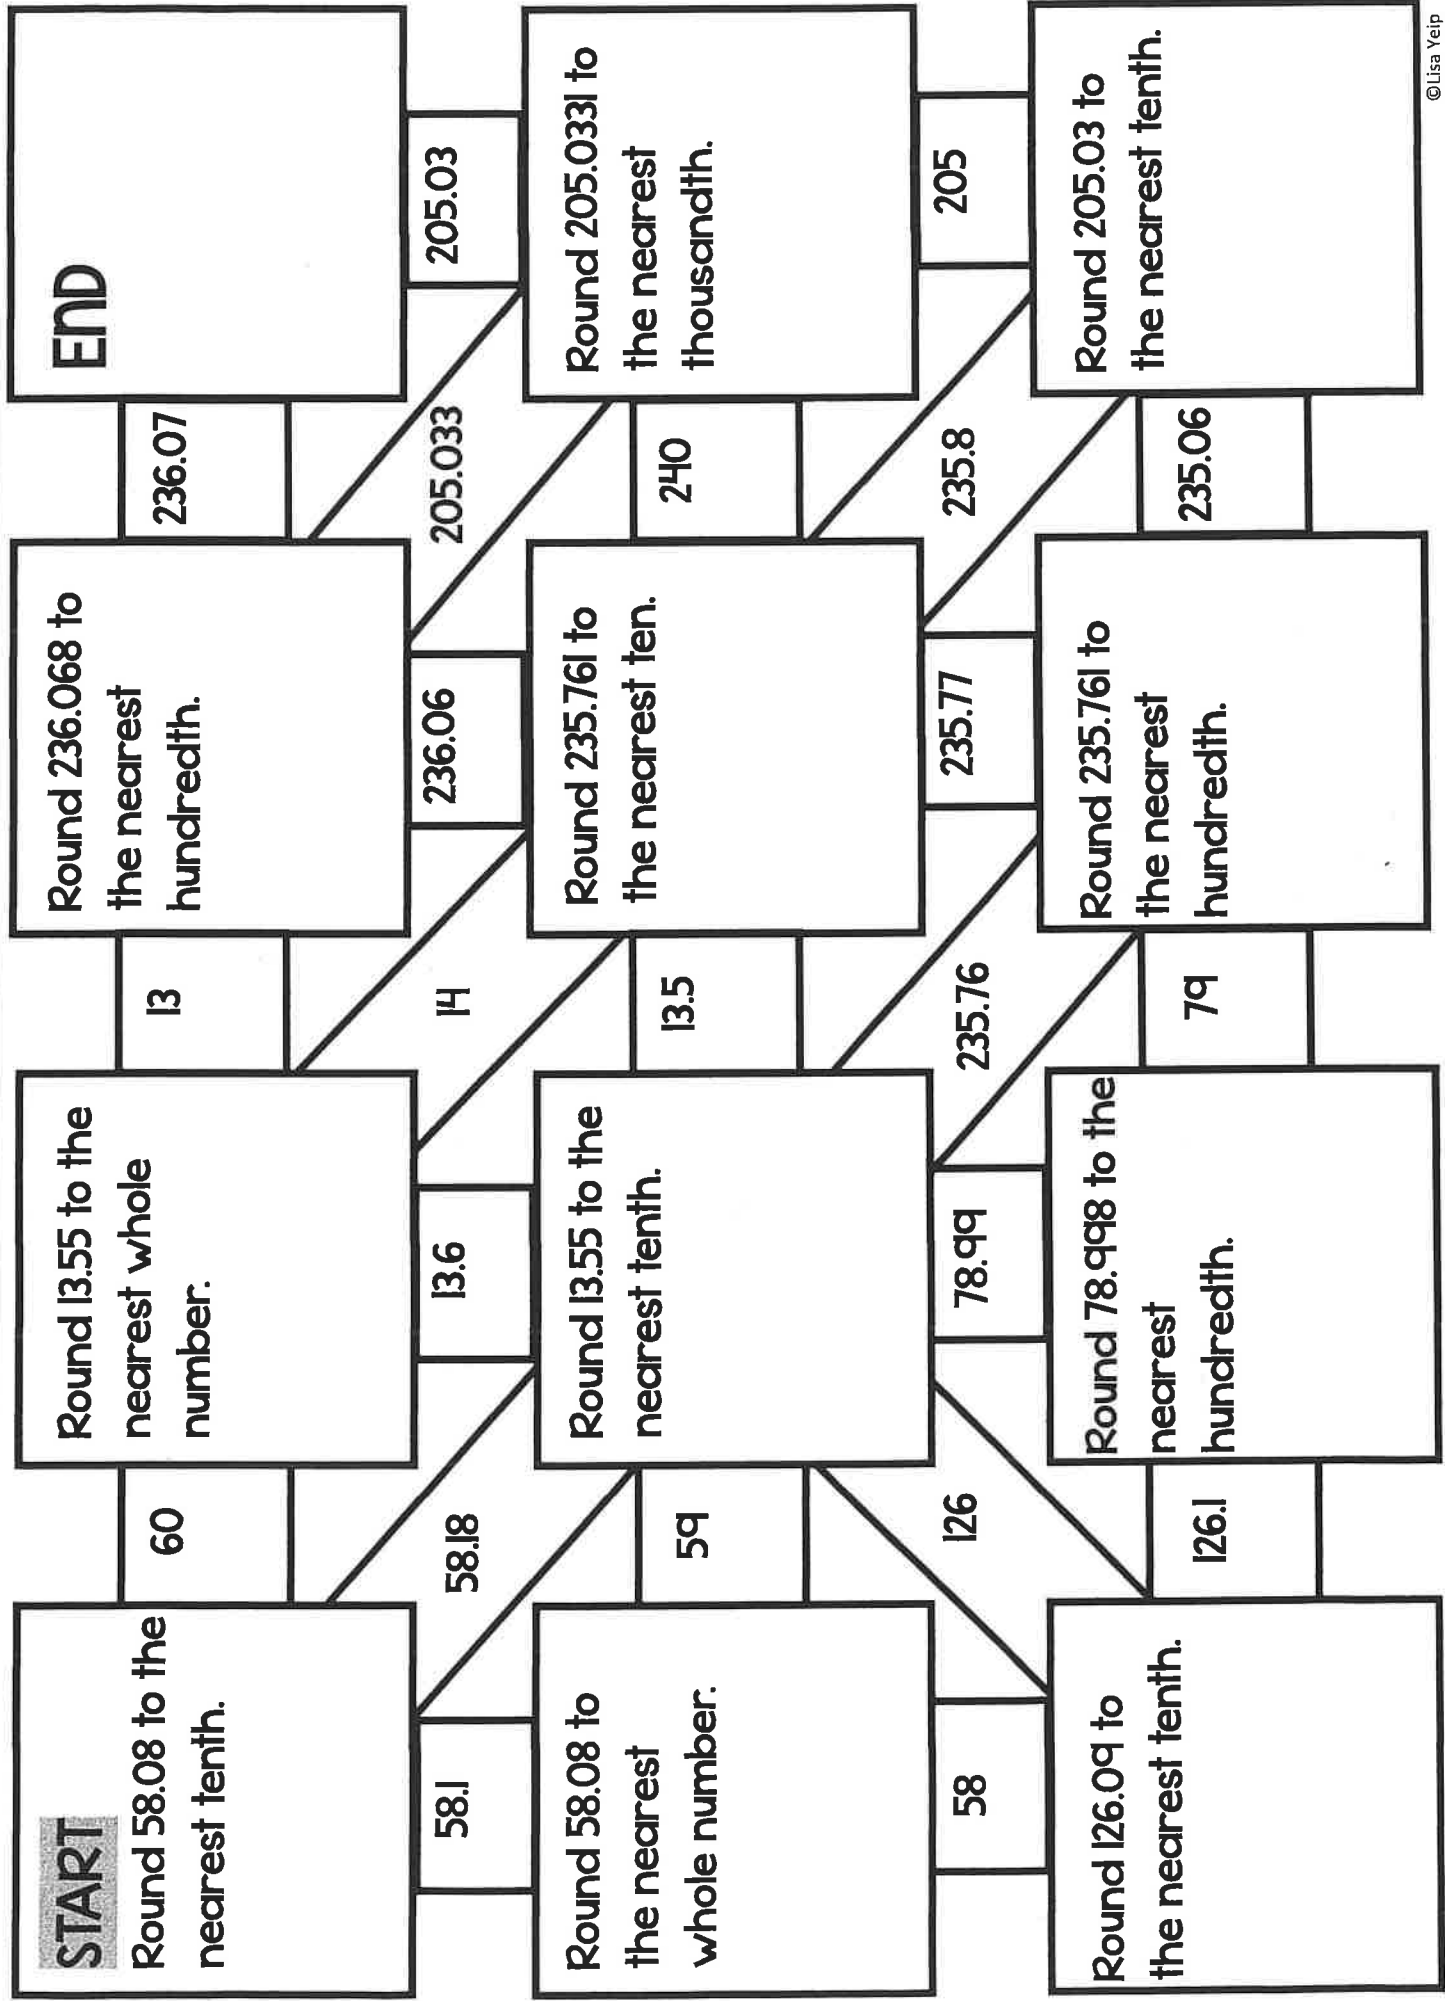 START
Round 58.08 to the
nearest tenth.
60
Round 13.55 to the
nearest whole
number.
13
Round 236.068 to
the nearest
hundredth.
236.07
END
58.1
58.18
13.6
14
236.06
205.033
205.03
Round 58.08 to
the nearest
whole number.
59
Round 13.55 to the
nearest tenth.
13.5
Round 235.761 to
the nearest ten.
240
Round 205.0331 to
the nearest
thousandth.
58
126
78.99
235.76
235.77
235.8
205
Round 126.09 to
the nearest tenth.
126.1
Round 78.998 to the
nearest
hundredth.
79
Round 235.761 to
the nearest
hundredth.
235.06
Round 205.03 to
the nearest tenth.
©Lisa Yeip